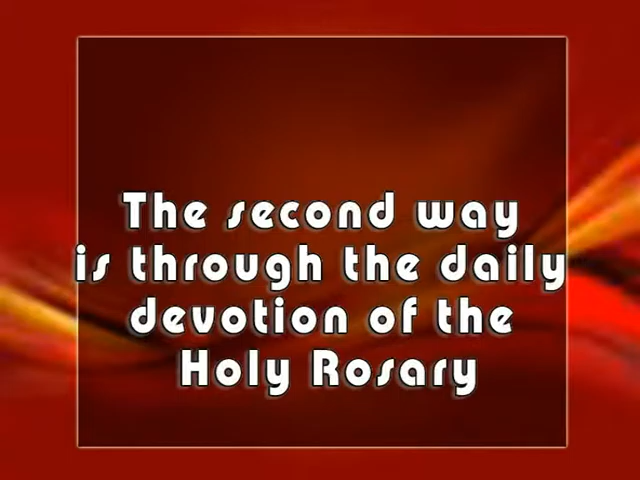 The second way
is through the daily
devotion of the
Holy Rosary